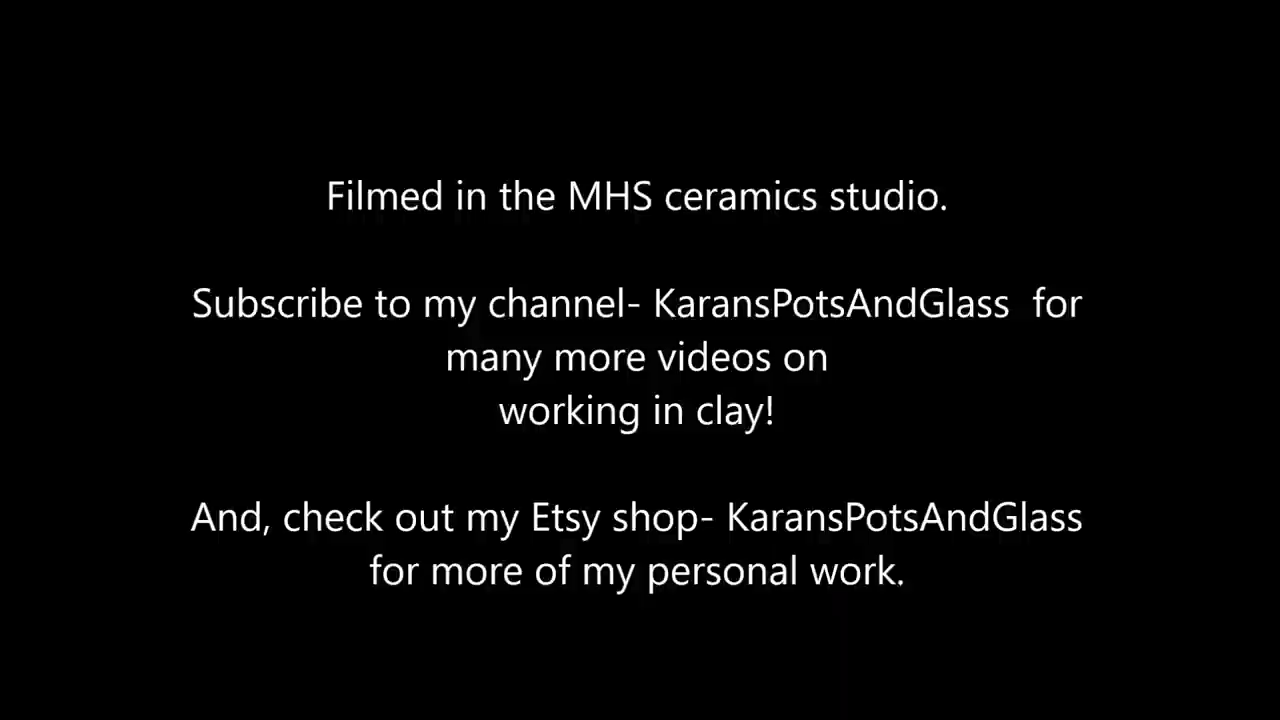 Filmed in the MHS ceramics studio.
Subscribe to my channel- KaransPotsAndGlass  for
many more videos on
working in clay!
And, check out my Etsy shop- KaransPotsAndGlass
for more of my personal work.